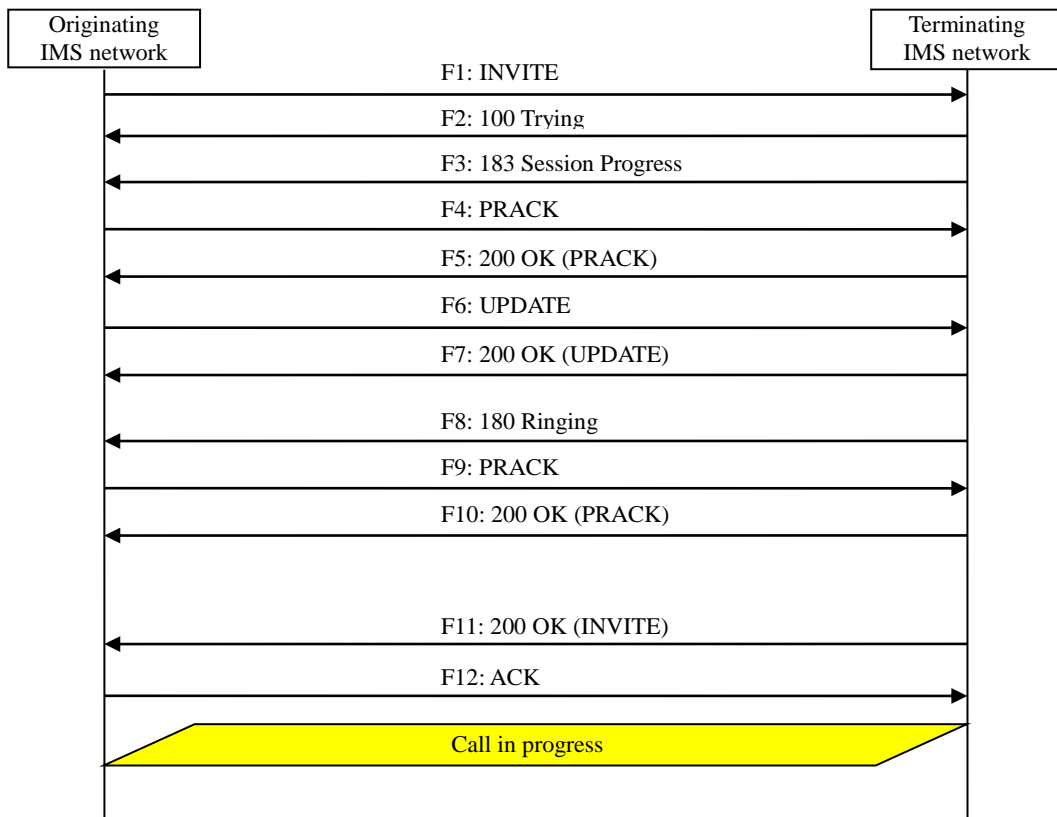 Originating
IMS network
Terminating
IMS network
F1: INVITE
F2: 100 Trying
F3: 183 Session Progress
F4: PRACK
F5: 200 OK (PRACK)
F6: UPDATE
F7: 200 OK (UPDATE)
F8: 180 Ringing
F9: PRACK
F10: 200 OK (PRACK)
F11: 200 OK (INVITE)
F12: ACK
Call in progress